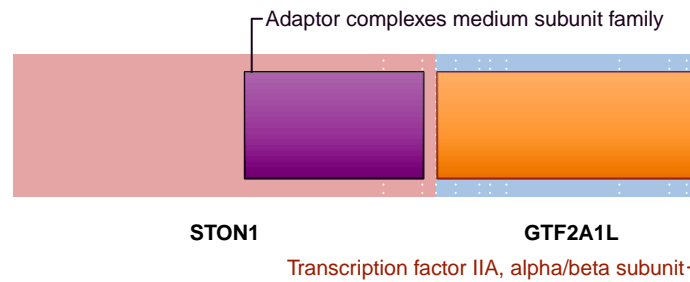 Adaptor complexes medium subunit family
STON1
GTF2A1L
Transcription factor IIA, alpha/beta subunit